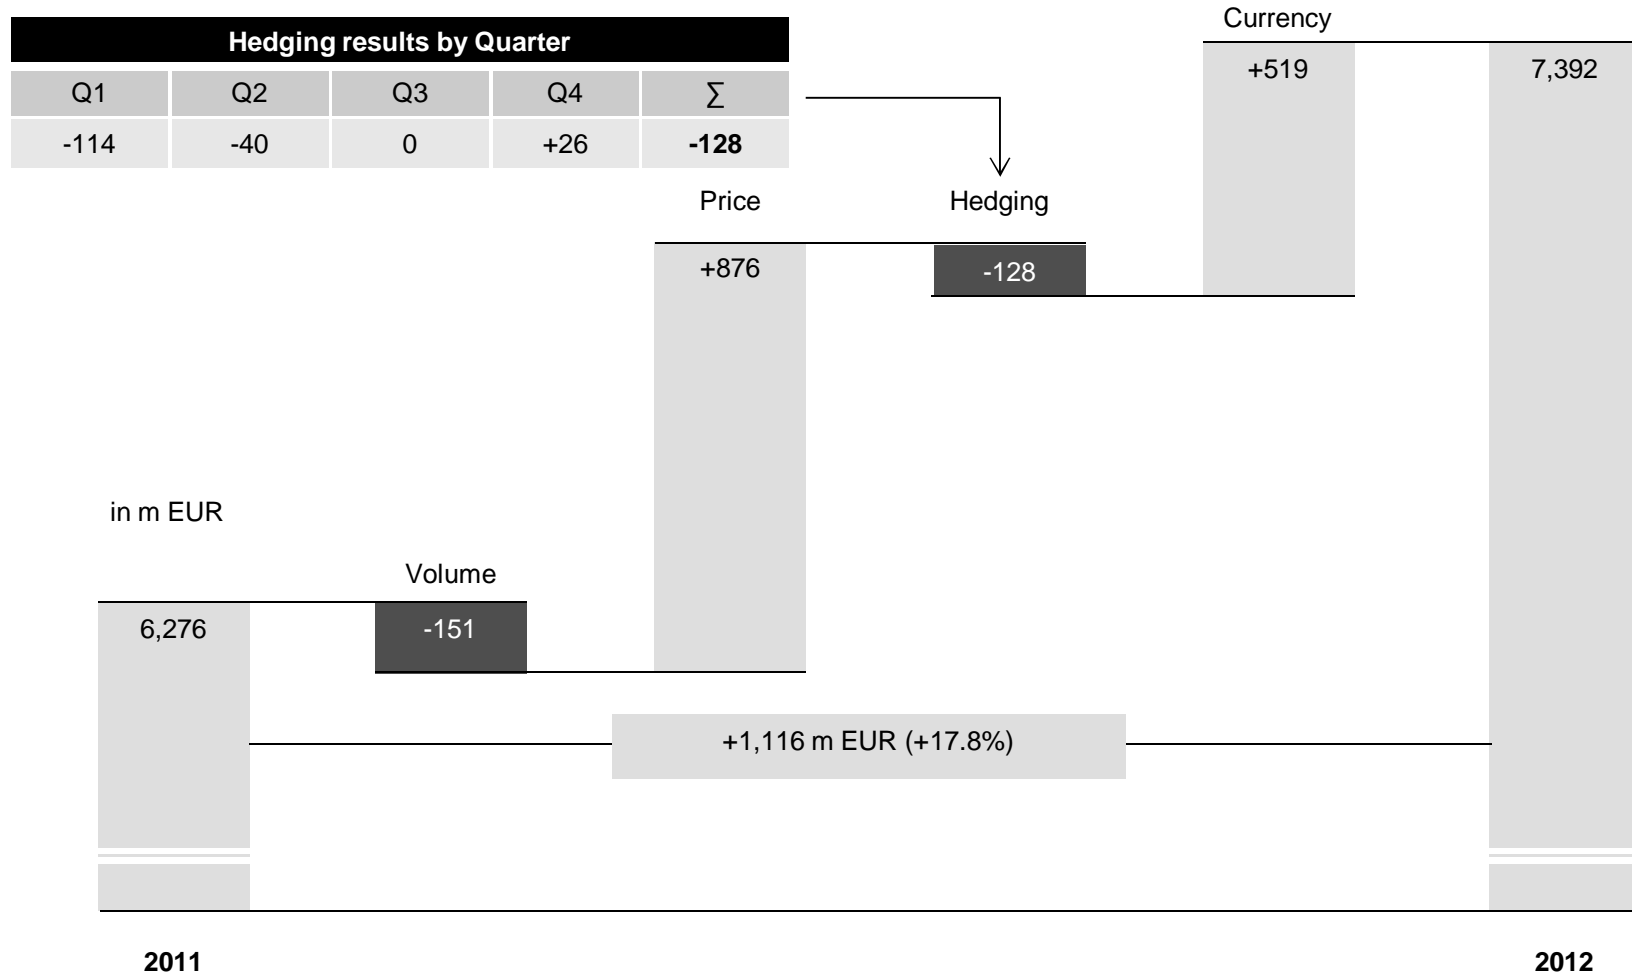 Currency
Hedging results by Quarter
+519 7,392
Q1 Q2 Q3 Q4 ∑
-114 -40 0 +26 -128
Price Hedging
+876 -128
in m EUR
Volume
6,276 -151
+1,116 m EUR (+17.8%)
2011 2012